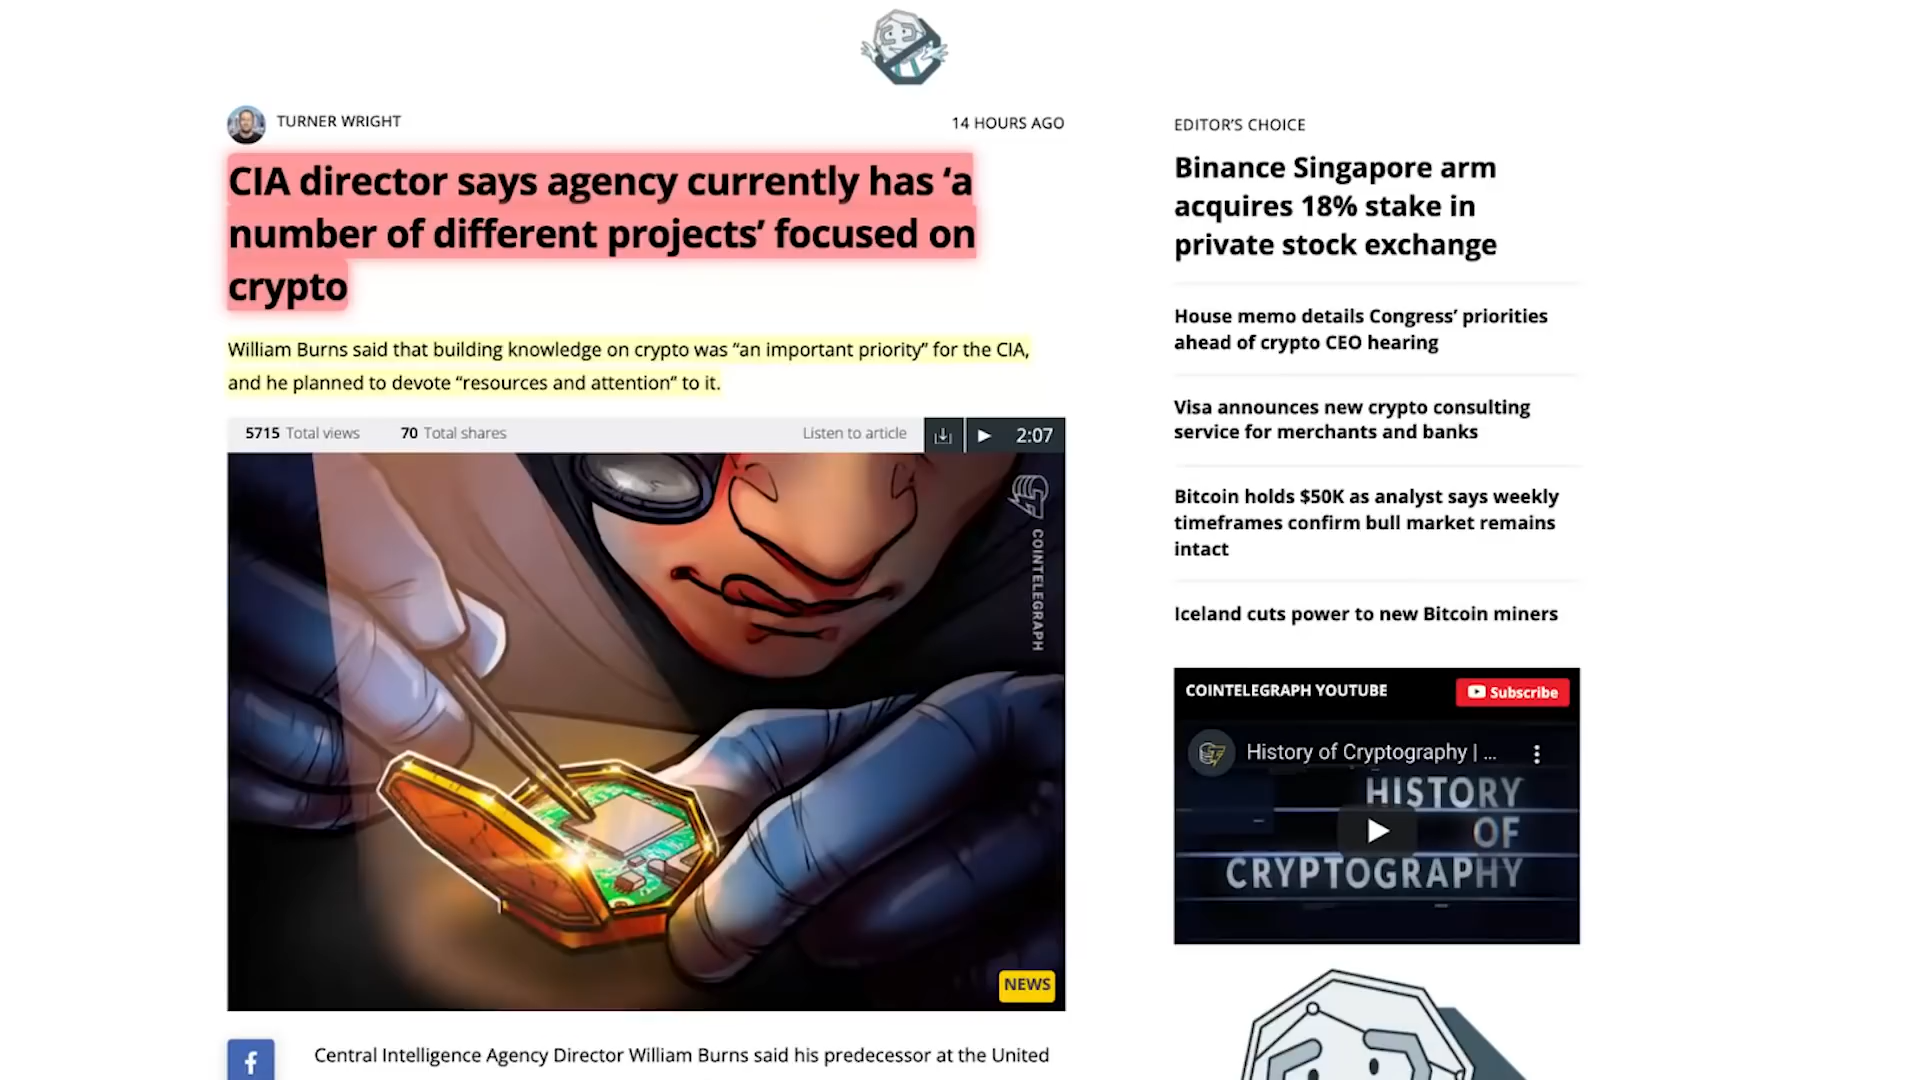 TURNER WRIGHT
14 HOURS AGO
CIA director says agency currently has ‘a
number of different projects’ focused on
crypto
William Burns said that building knowledge on crypto was “an important priority” for the CIA,
and he planned to devote “resources and attention” to it.
5715 Total views 70 Total shares Listen to article 2:07
COINTELEGRAPH
NEWS
Central Intelligence Agency Director William Burns said his predecessor at the United
EDITOR’S CHOICE
Binance Singapore arm
acquires 18% stake in
private stock exchange
House memo details Congress’ priorities
ahead of crypto CEO hearing
Visa announces new crypto consulting
service for merchants and banks
Bitcoin holds $50K as analyst says weekly
timeframes confirm bull market remains
intact
Iceland cuts power to new Bitcoin miners
COINTELEGRAPH YOUTUBE
Subscribe
History of Cryptography | ...
HISTORY
OF
CRYPTOGRAPHY